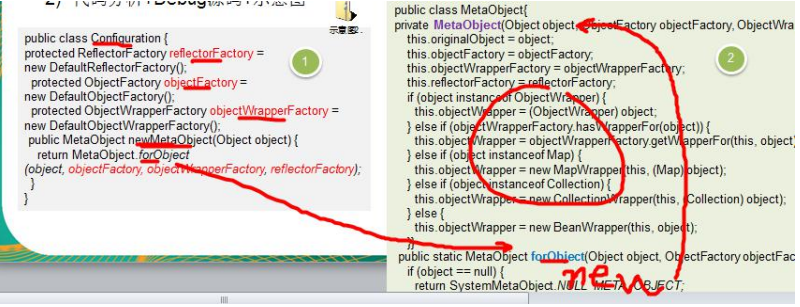 2) 代码分析+Debug源码+示意图
示意图...
public class Configuration {
protected ReflectorFactory reflectorFactory =
new DefaultReflectorFactory();
protected ObjectFactory objectFactory =
new DefaultObjectFactory();
protected ObjectWrapperFactory objectWrapperFactory =
new DefaultObjectWrapperFactory();
public MetaObject newMetaObject(Object object) {
return MetaObject.forObject
(object, objectFactory, objectWrapperFactory, reflectorFactory);
}
}
1
public class MetaObject{
private MetaObject(Object object, ObjectFactory objectFactory, ObjectWra
this.originalObject = object;
this.objectFactory = objectFactory;
this.objectWrapperFactory = objectWrapperFactory;
this.reflectorFactory = reflectorFactory;
if (object instanceof ObjectWrapper) {
this.objectWrapper = (ObjectWrapper) object;
} else if (objectWrapperFactory.hasWrapperFor(object)) {
this.objectWrapper = objectWrapperFactory.getWrapperFor(this, object)
} else if (object instanceof Map) {
this.objectWrapper = new MapWrapper(this, (Map) object);
} else if (object instanceof Collection) {
this.objectWrapper = new CollectionWrapper(this, (Collection) object);
} else {
this.objectWrapper = new BeanWrapper(this, object);
}}
public static MetaObject forObject(Object object, ObjectFactory objectFac
if (object == null) {
return SystemMetaObject.NULL_META_OBJECT;
2
new